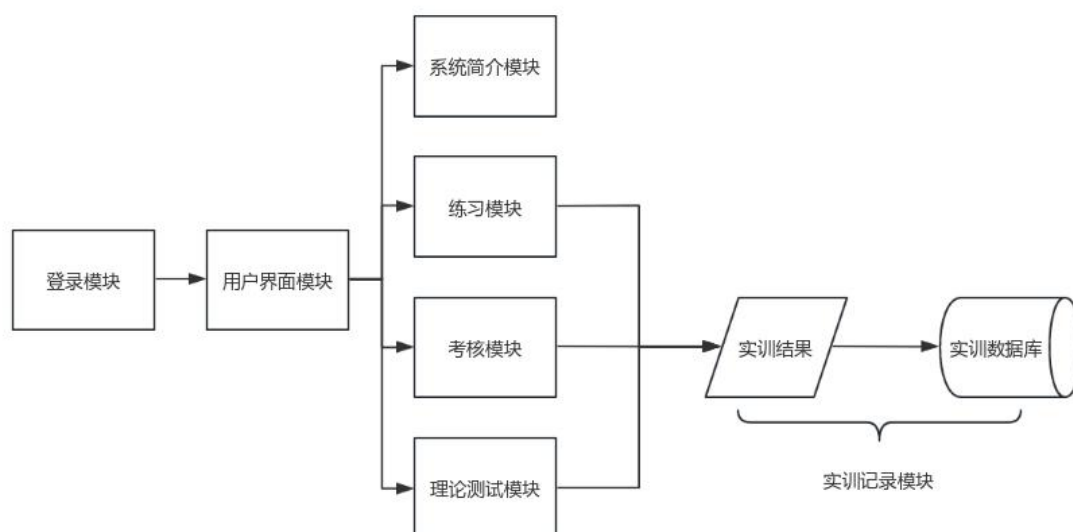 系统简介模块
练习模块
登录模块
用户界面模块
考核模块
实训结果
实训数据库
理论测试模块
实训记录模块